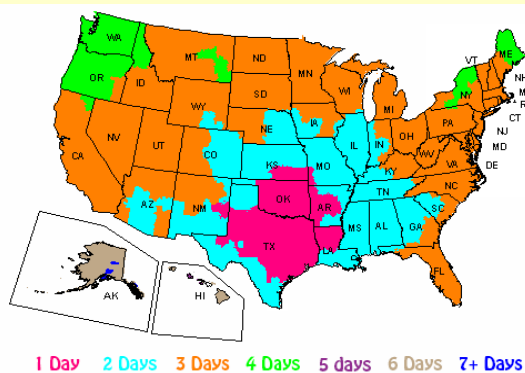 WA
MT
ND
MN
VT
ME
OR
ID
SD
WI
NY
NH
WY
MI
CT
IA
PA
NJ
NE
OH
MD
NV
UT
IL
IN
DE
CO
WV
CA
KS
MO
KY
VA
TN
NC
AZ
NM
OK
AR
SC
MS
AL
GA
TX
LA
FL
AK
HI
1 Day 2 Days 3 Days 4 Days 5 days 6 Days 7+ Days